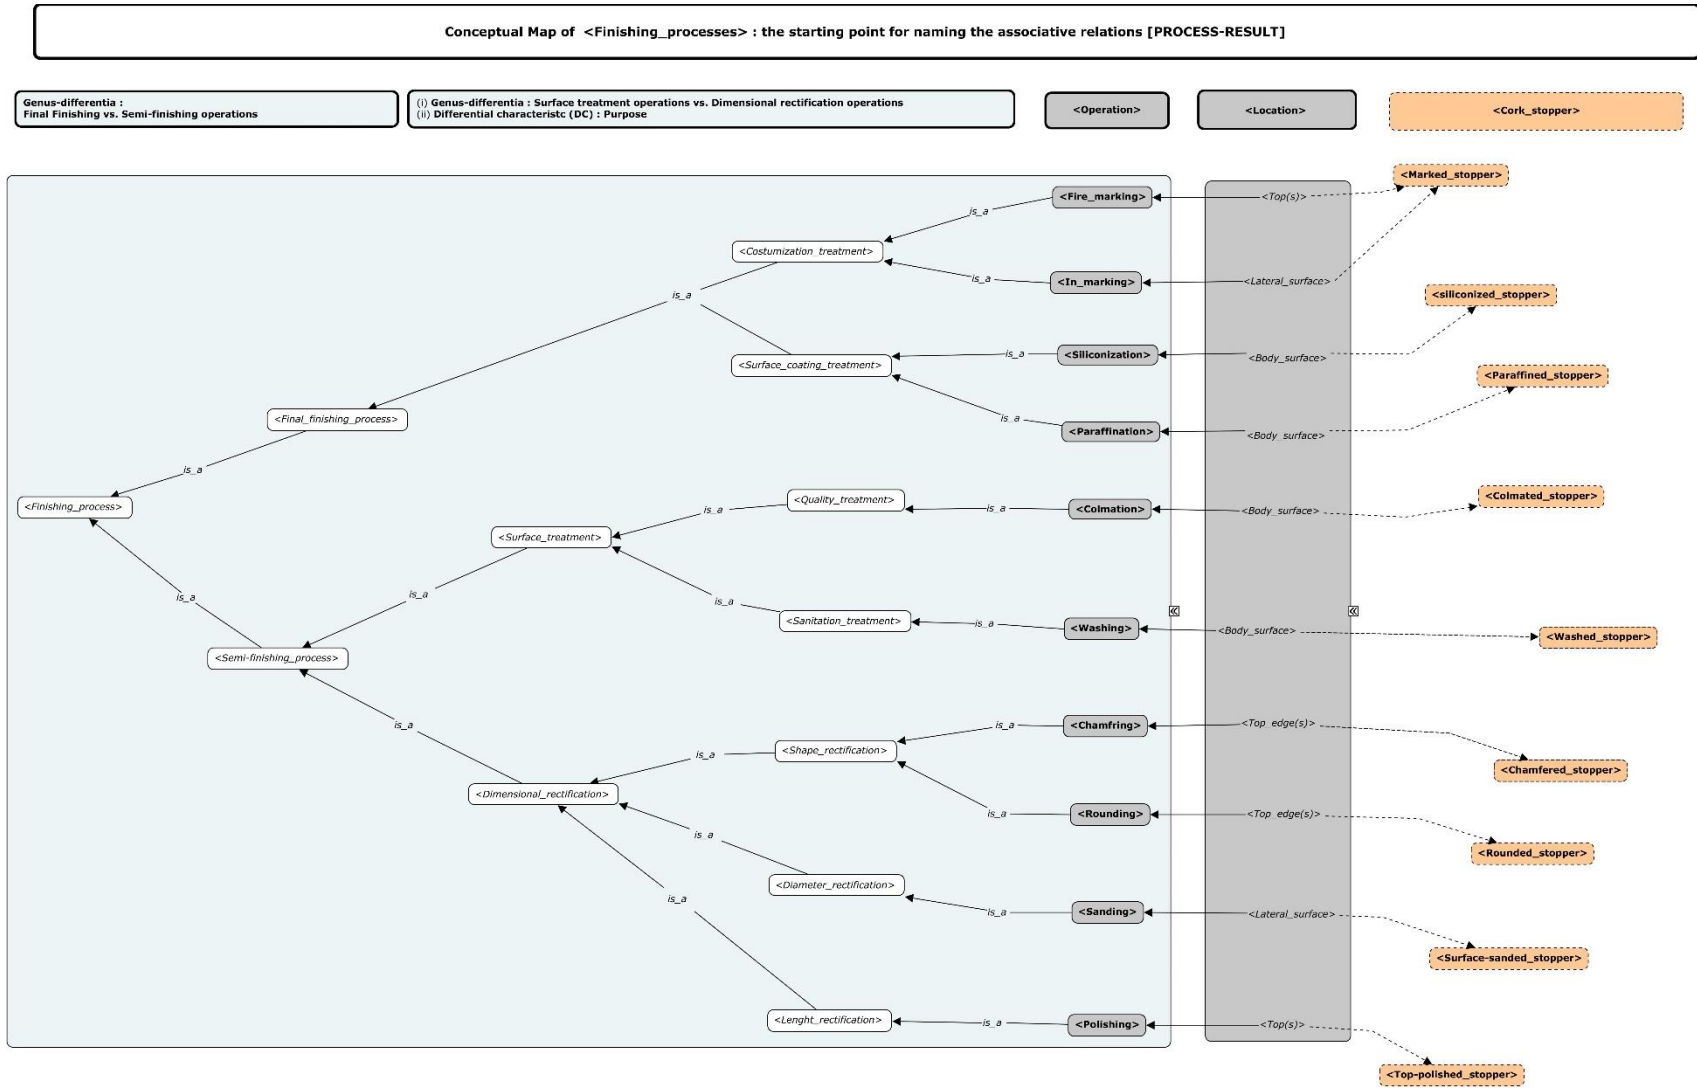 Conceptual Map of <Finishing_processes> : the starting point for naming the associative relations [PROCESS-RESULT]
Genus-differentia :
Final Finishing vs. Semi-finishing operations
(i) Genus-differentia : Surface treatment operations vs. Dimensional rectification operations
(ii) Differential characteristc (DC) : Purpose
<Operation>
<Location>
<Cork_stopper>
<Marked_stopper>
<Fire_marking>
<Top(s)>
is_a
<Costumization_treatment>
is_a
<In_marking>
<Lateral_surface>
is_a
<siliconized_stopper>
<Surface_coating_treatment>
is_a
<Siliconization>
<Body_surface>
<Paraffined_stopper>
<Final_finishing_process>
is_a
<Paraffination>
<Body_surface>
is_a
<Finishing_process>
<Quality_treatment>
is_a
<Colmation>
<Body_surface>
<Colmated_stopper>
is_a
<Surface_treatment>
is_a
is_a
is_a
<Sanitation_treatment>
is_a
<Washing>
<Body_surface>
<Washed_stopper>
<Semi-finishing_process>
is_a
is_a
<Shape_rectification>
is_a
<Chamfring>
<Top_edge(s)>
<Chamfered_stopper>
<Dimensional_rectification>
is_a
<Rounding>
<Top_edge(s)>
<Rounded_stopper>
is_a
<Diameter_rectification>
is_a
<Sanding>
<Lateral_surface>
<Surface-sanded_stopper>
is_a
<Lenght_rectification>
is_a
<Polishing>
<Top(s)>
<Top-polished_stopper>